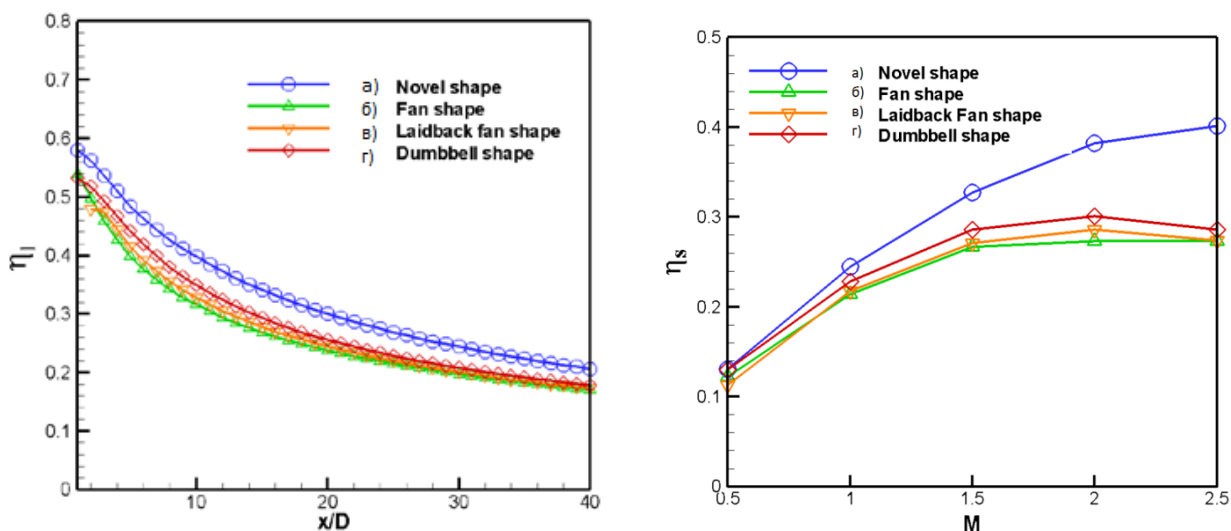 0.8
0.7
0.6
0.5
0.4
0.3
0.2
0.1
0
ηl
а) Novel shape
б) Fan shape
в) Laidback fan shape
г) Dumbbell shape
10 20 30 40
x/D
0.5
0.4
0.3
0.2
0.1
0
ηs
а) Novel shape
б) Fan shape
в) Laidback Fan shape
г) Dumbbell shape
0.5 1 1.5 2 2.5
M